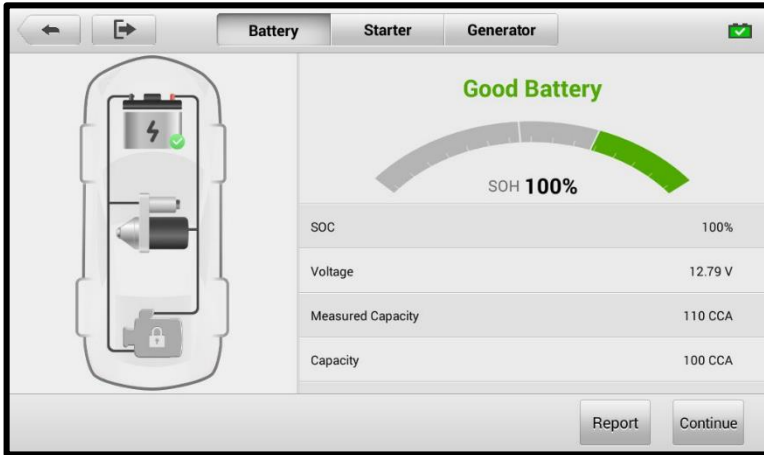 Battery Starter Generator
Good Battery
SOH 100%
SOC 100%
Voltage 12.79 V
Measured Capacity 110 CCA
Capacity 100 CCA
Report Continue